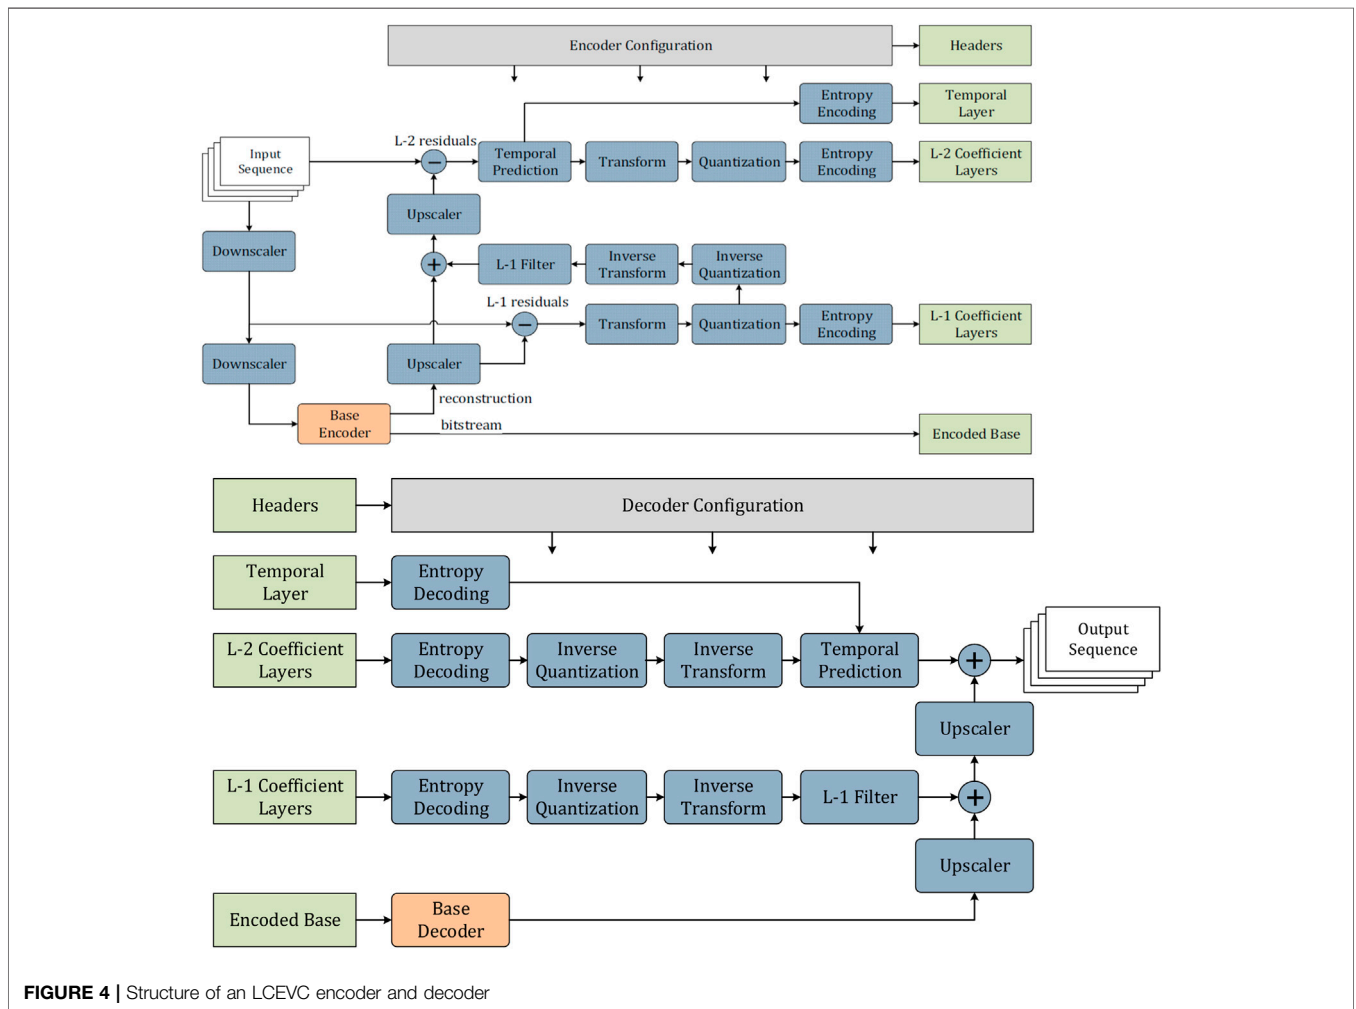 Encoder Configuration
Headers
Entropy
Encoding
Temporal
Layer
L-2 residuals
Input
Sequence
Temporal
Prediction
Transform
Quantization
Entropy
Encoding
L-2 Coefficient
Layers
Upscaler
Downscaler
L-1 Filter
Inverse
Transform
Inverse
Quantization
L-1 residuals
Transform
Quantization
Entropy
Encoding
L-1 Coefficient
Layers
Downscaler
Upscaler
reconstruction
Base
Encoder
bitstream
Encoded Base
Headers
Decoder Configuration
Temporal
Layer
Entropy
Decoding
L-2 Coefficient
Layers
Entropy
Decoding
Inverse
Quantization
Inverse
Transform
Temporal
Prediction
Output
Sequence
Upscaler
L-1 Coefficient
Layers
Entropy
Decoding
Inverse
Quantization
Inverse
Transform
L-1 Filter
Upscaler
Encoded Base
Base
Decoder
FIGURE 4 | Structure of an LCEVC encoder and decoder